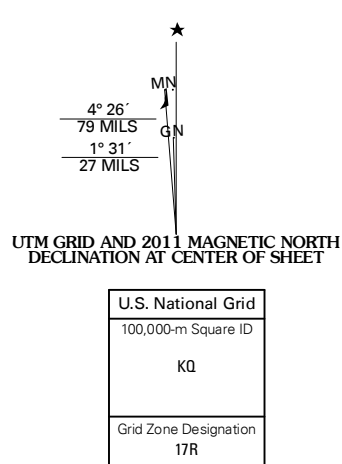 ★
MN
4° 26´
79 MILS
GN
1° 31´
27 MILS
UTM GRID AND 2011 MAGNETIC NORTH
DECLINATION AT CENTER OF SHEET
U.S. National Grid
100,000-m Square ID
KQ
Grid Zone Designation
17R